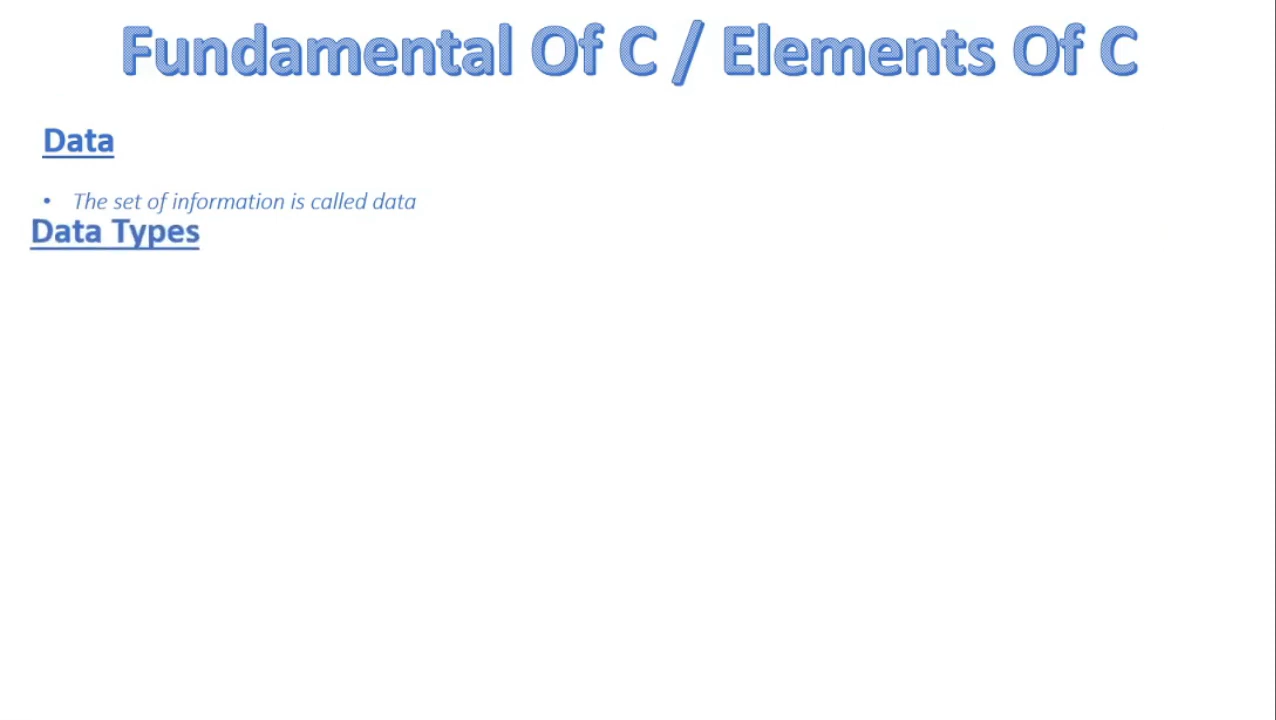 Fundamental Of C / Elements Of C
Data
• The set of information is called data
Data Types